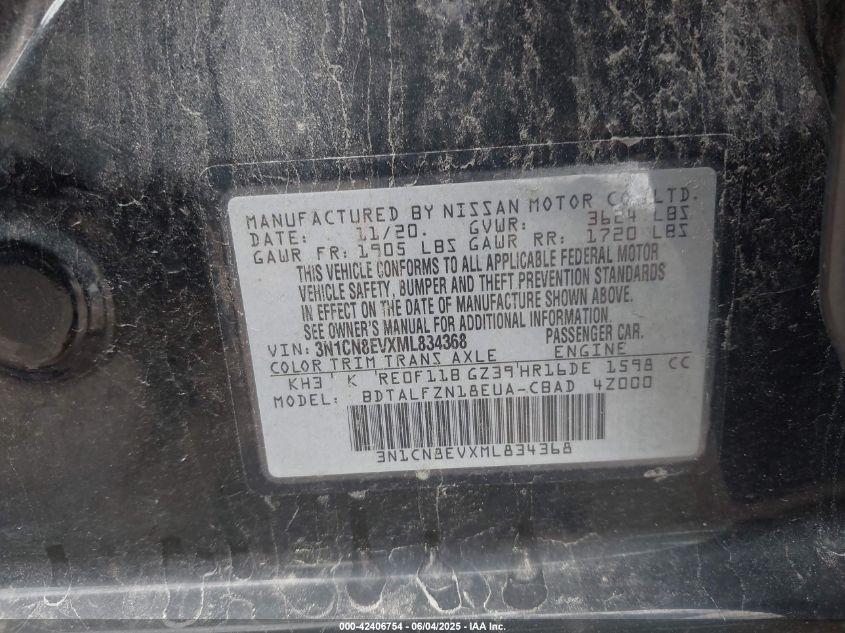 MANUFACTURED BY NISSAN MOTOR CO., LTD.
DATE: 11/20. GVWR: 3624 LBS
GAWR FR: 1905 LBS GAWR RR: 1720 LBS
THIS VEHICLE CONFORMS TO ALL APPLICABLE FEDERAL MOTOR
VEHICLE SAFETY, BUMPER AND THEFT PREVENTION STANDARDS
IN EFFECT ON THE DATE OF MANUFACTURE SHOWN ABOVE.
SEE OWNER'S MANUAL FOR ADDITIONAL INFORMATION.
VIN: 3N1CN8EVXML834368 PASSENGER CAR.
COLOR TRIM TRANS AXLE ENGINE
KH3 K RE0F11B GZ39 HR16DE 1598 CC
MODEL: BDTALFZN18EUA-CBAD 4Z000
3N1CN8EVXML834368
000-42406754 - 06/04/2025 - IAA Inc.